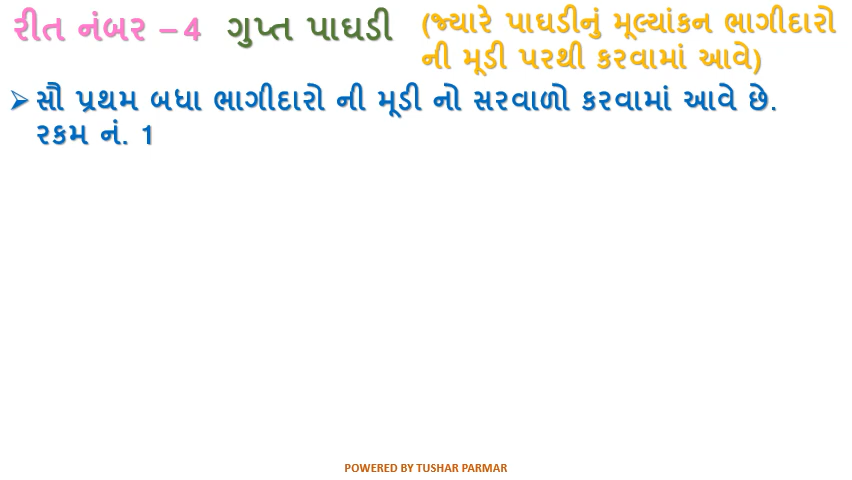 રીત નંબર – 4 ગુપ્ત પાઘડી (જ્યારે પાઘડીનું મૂલ્યાંકન ભાગીદારો
ની મૂડી પરથી કરવામાં આવે)
➢ સૌ પ્રથમ બધા ભાગીદારો ની મૂડી નો સરવાળો કરવામાં આવે છે.
રકમ નં. 1
POWERED BY TUSHAR PARMAR